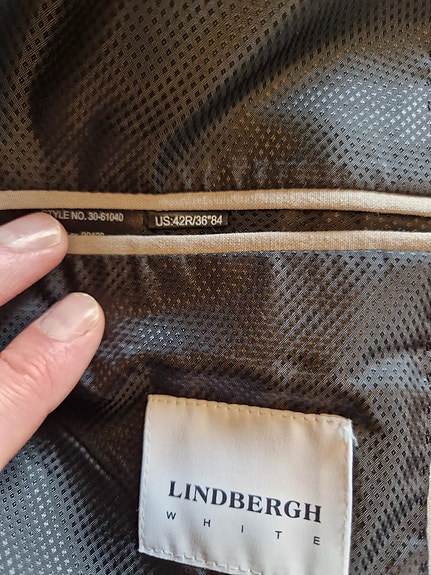 STYLE NO. 30-61040
US:42R/36"84
LINDBERGH
WHITE